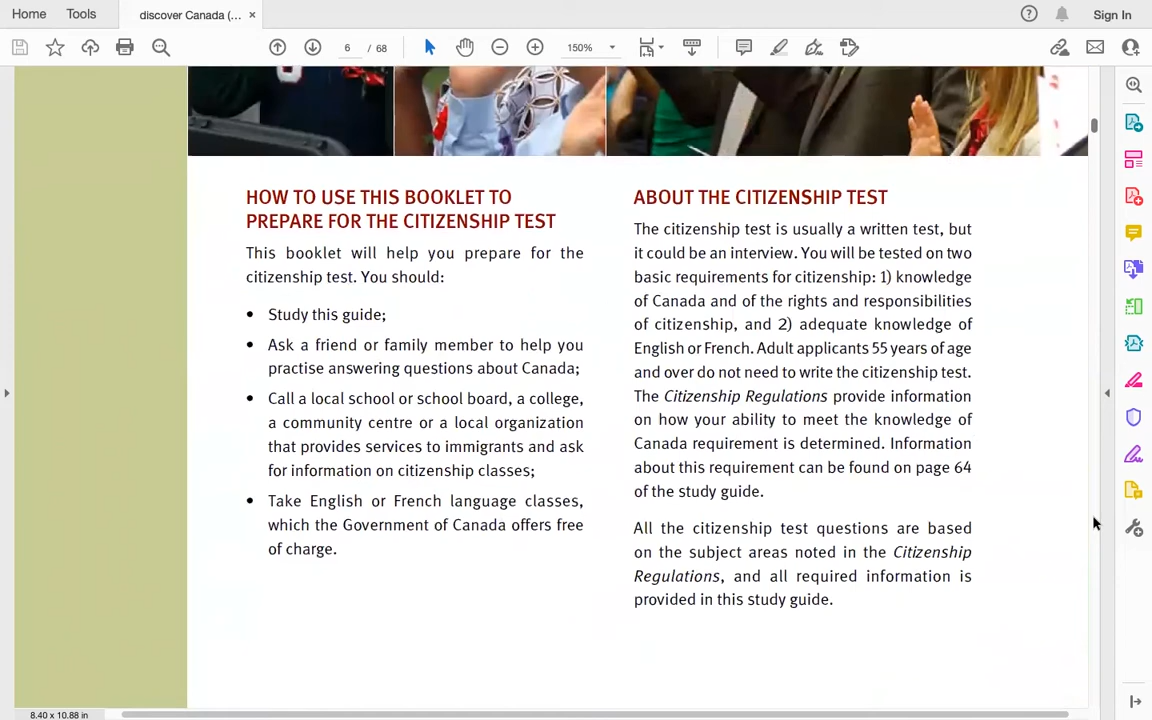 Home Tools discover Canada (... × Sign In
6 / 68 150%
HOW TO USE THIS BOOKLET TO
PREPARE FOR THE CITIZENSHIP TEST
This booklet will help you prepare for the
citizenship test. You should:
• Study this guide;
• Ask a friend or family member to help you
practise answering questions about Canada;
• Call a local school or school board, a college,
a community centre or a local organization
that provides services to immigrants and ask
for information on citizenship classes;
• Take English or French language classes,
which the Government of Canada offers free
of charge.
ABOUT THE CITIZENSHIP TEST
The citizenship test is usually a written test, but
it could be an interview. You will be tested on two
basic requirements for citizenship: 1) knowledge
of Canada and of the rights and responsibilities
of citizenship, and 2) adequate knowledge of
English or French. Adult applicants 55 years of age
and over do not need to write the citizenship test.
The Citizenship Regulations provide information
on how your ability to meet the knowledge of
Canada requirement is determined. Information
about this requirement can be found on page 64
of the study guide.
All the citizenship test questions are based
on the subject areas noted in the Citizenship
Regulations, and all required information is
provided in this study guide.
8.40 x 10.88 in